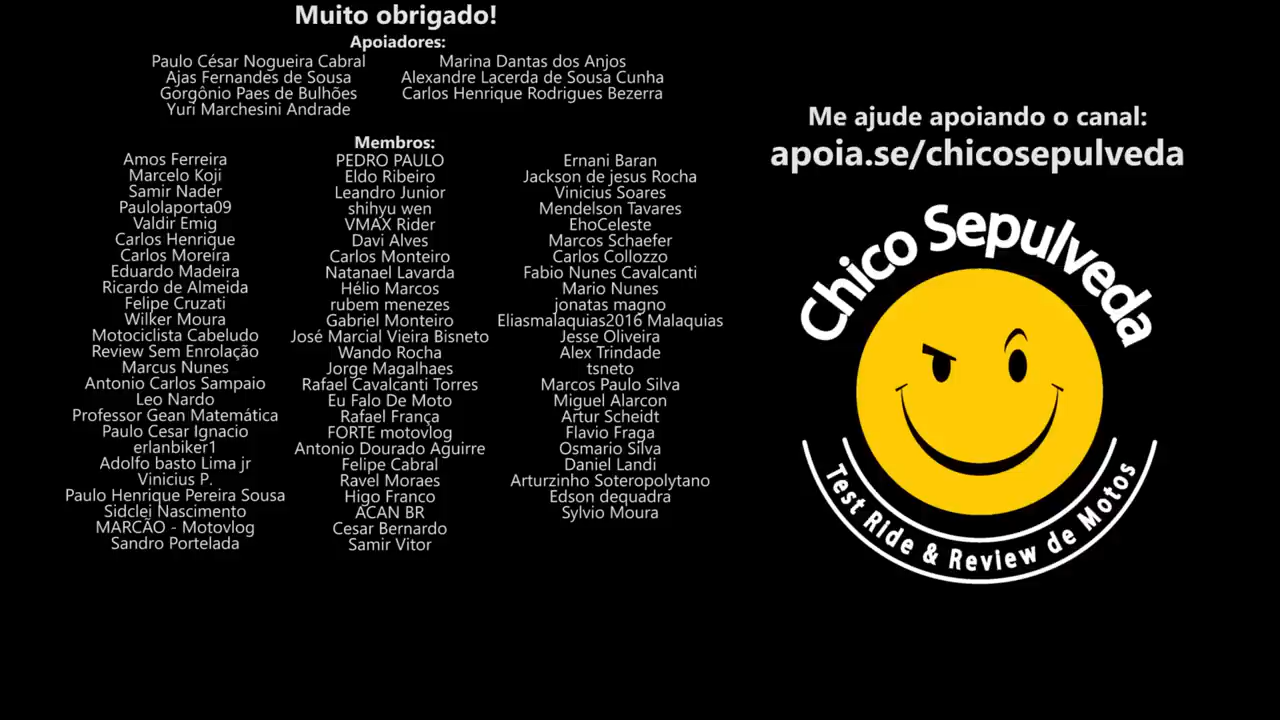 Muito obrigado!
Apoiadores:
Paulo César Nogueira Cabral
Ajas Fernandes de Sousa
Gorgônio Paes de Bulhões
Yuri Marchesini Andrade
Marina Dantas dos Anjos
Alexandre Lacerda de Sousa Cunha
Carlos Henrique Rodrigues Bezerra
Membros:
Amos Ferreira
Marcelo Koji
Samir Nader
Paulolaporta09
Valdir Emig
Carlos Henrique
Carlos Moreira
Eduardo Madeira
Ricardo de Almeida
Felipe Cruzati
Wilker Moura
Motociclista Cabeludo
Review Sem Enrolação
Marcus Nunes
Antonio Carlos Sampaio
Leo Nardo
Professor Gean Matemática
Paulo Cesar Ignacio
erlanbiker1
Adolfo basto Lima jr
Vinicius P.
Paulo Henrique Pereira Sousa
Sidclei Nascimento
MARCÃO - Motovlog
Sandro Portelada
PEDRO PAULO
Eldo Ribeiro
Leandro Junior
shihyu wen
VMAX Rider
Davi Alves
Carlos Monteiro
Natanael Lavarda
Hélio Marcos
rubem menezes
Gabriel Monteiro
José Marcial Vieira Bisneto
Wando Rocha
Jorge Magalhaes
Rafael Cavalcanti Torres
Eu Falo De Moto
Rafael França
FORTE motovlog
Antonio Dourado Aguirre
Felipe Cabral
Ravel Moraes
Higo Franco
ACAN BR
Cesar Bernardo
Samir Vitor
Ernani Baran
Jackson de jesus Rocha
Vinicius Soares
Mendelson Tavares
EhoCeleste
Marcos Schaefer
Carlos Collozzo
Fabio Nunes Cavalcanti
Mario Nunes
jonatas magno
Eliasmalaquias2016 Malaquias
Jesse Oliveira
Alex Trindade
tsneto
Marcos Paulo Silva
Miguel Alarcon
Artur Scheidt
Flavio Fraga
Osmario Silva
Daniel Landi
Arturzinho Soteropolytano
Edson dequadra
Sylvio Moura
Me ajude apoiando o canal:
apoia.se/chicosepulveda
Chico Sepulveda
Test Ride & Review de Motos